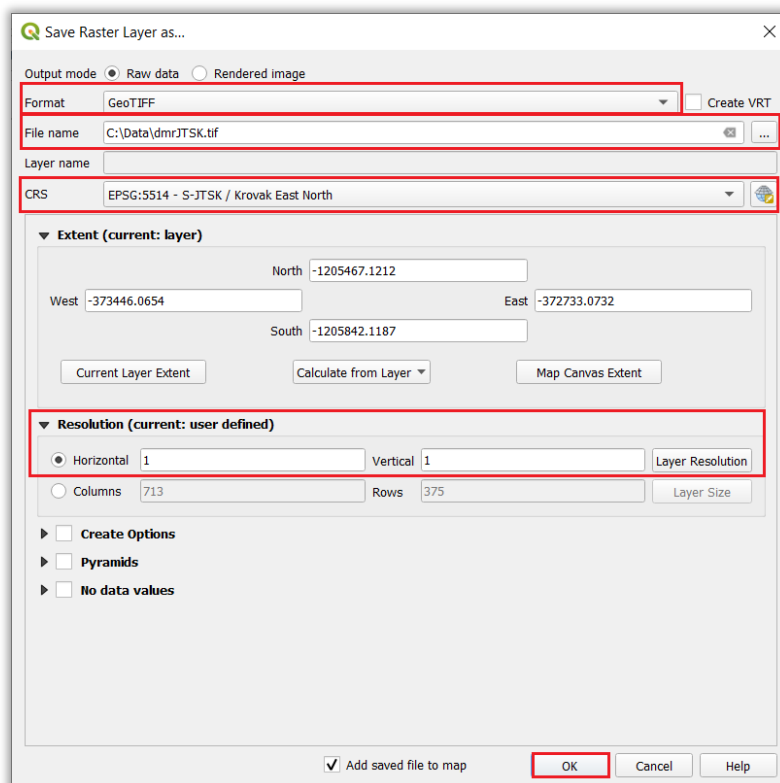 Save Raster Layer as...
Output mode Raw data Rendered image
Format GeoTIFF Create VRT
File name C:\Data\dmrJTSK.tif ...
Layer name
CRS EPSG:5514 - S-JTSK / Krovak East North
Extent (current: layer)
North -1205467.1212
West -373446.0654 East -372733.0732
South -1205842.1187
Current Layer Extent Calculate from Layer Map Canvas Extent
Resolution (current: user defined)
Horizontal 1 Vertical 1 Layer Resolution
Columns 713 Rows 375 Layer Size
Create Options
Pyramids
No data values
Add saved file to map OK Cancel Help